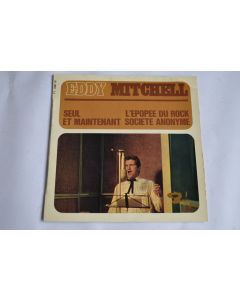 EDDY MITCHELL
SEUL L'EPOPEE DU ROCK
ET MAINTENANT SOCIETE ANONYME